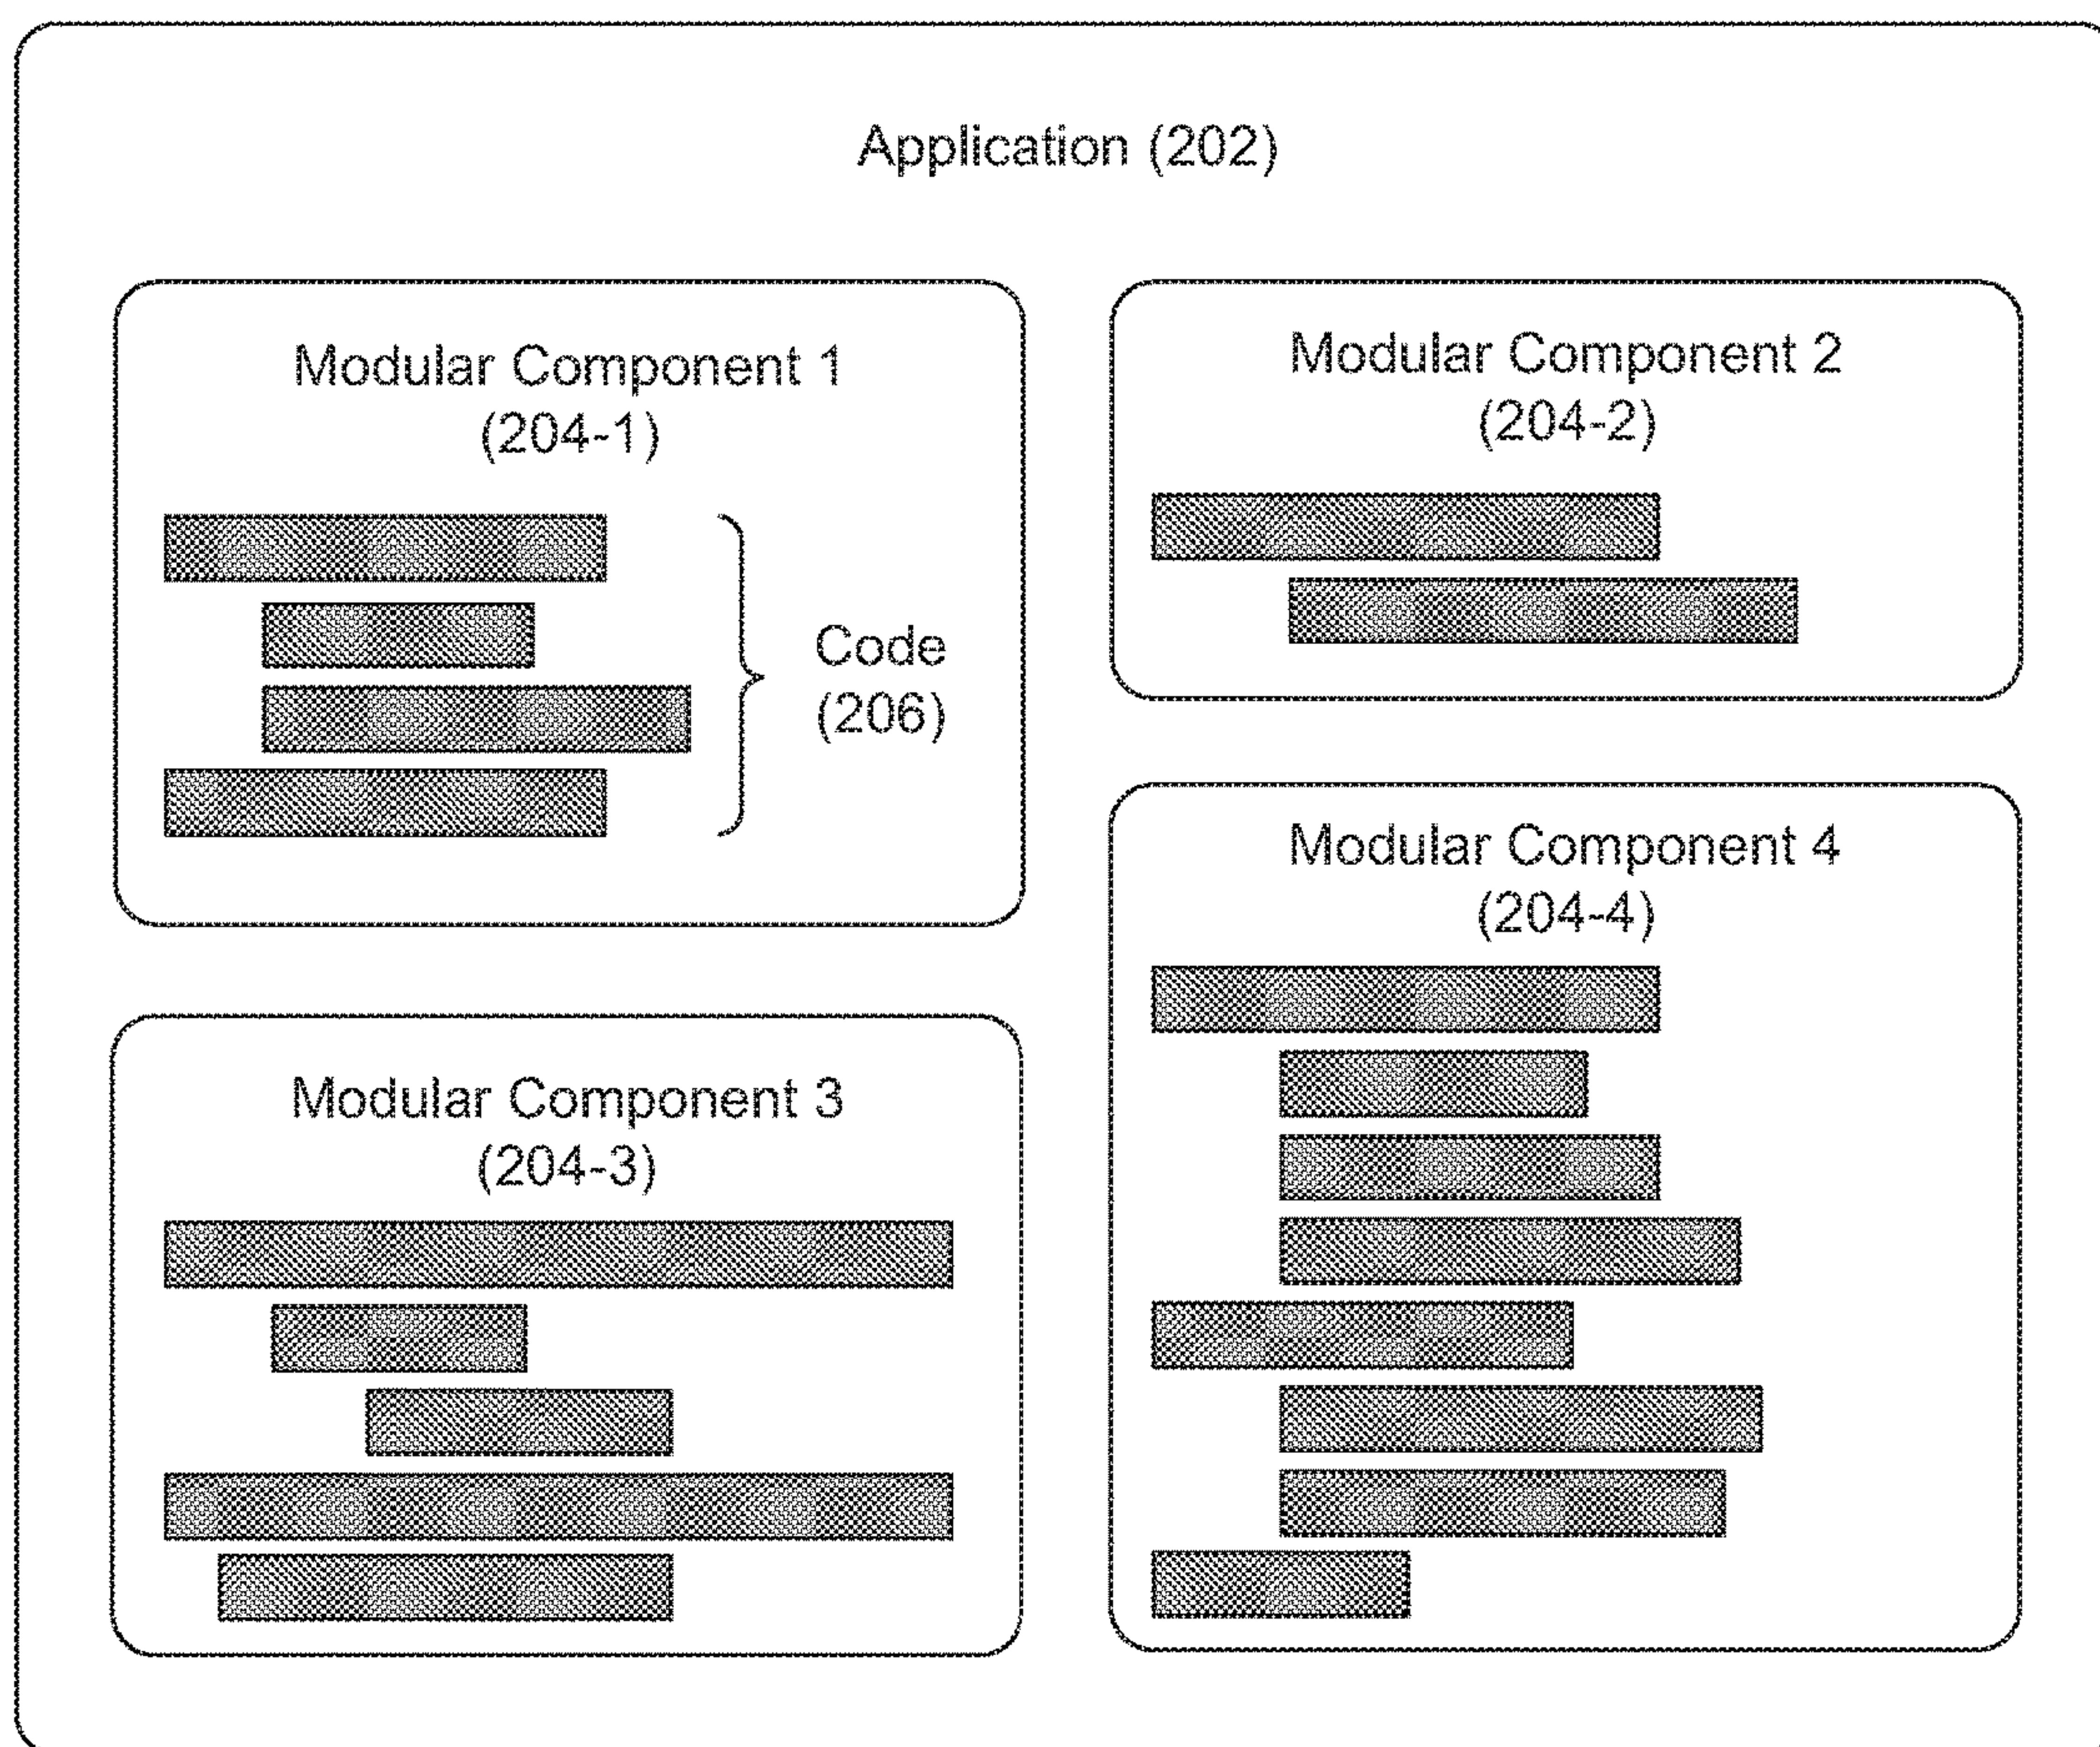 Application (202)
Modular Component 1
(204-1)
Code
(206)
Modular Component 2
(204-2)
Modular Component 3
(204-3)
Modular Component 4
(204-4)